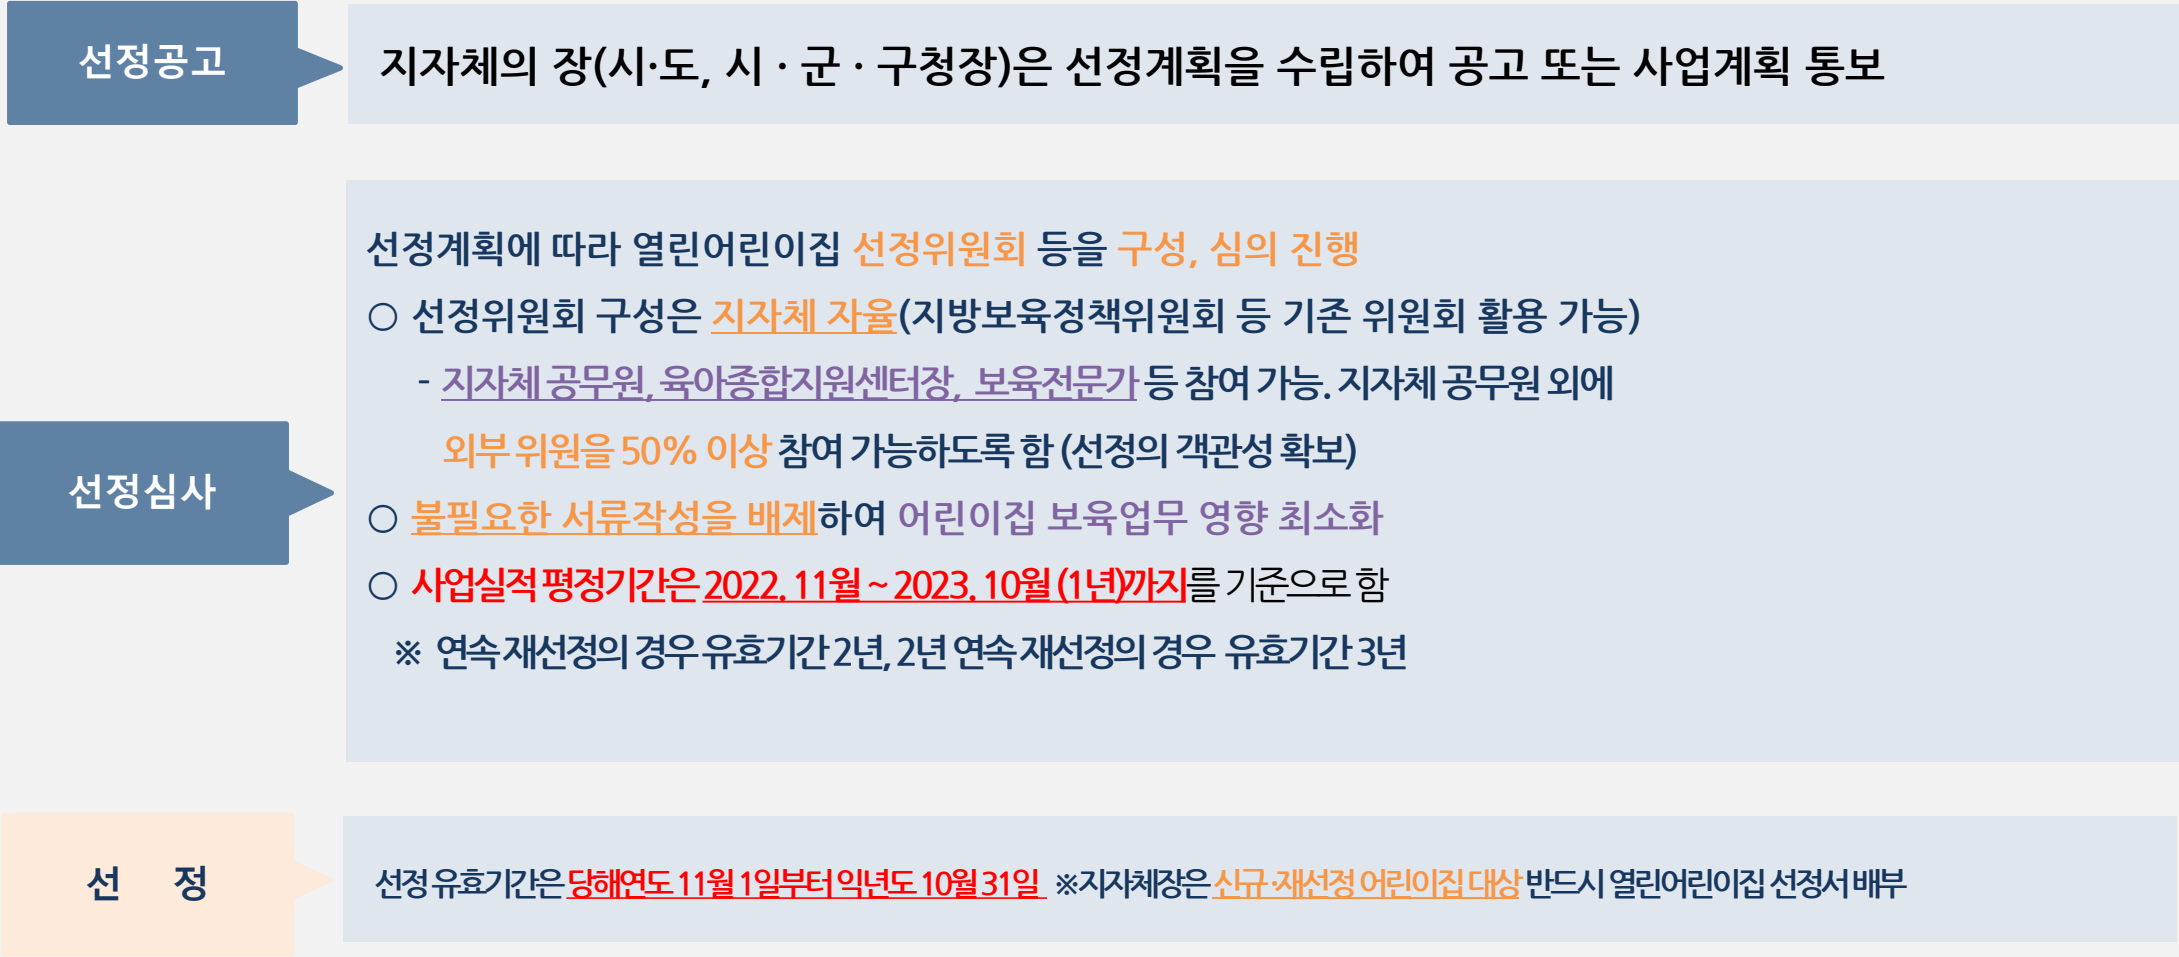 선정공고
지자체의 장(시·도, 시 · 군 · 구청장)은 선정계획을 수립하여 공고 또는 사업계획 통보
선정심사
선정계획에 따라 열린어린이집 선정위원회 등을 구성, 심의 진행
○ 선정위원회 구성은 지자체 자율(지방보육정책위원회 등 기존 위원회 활용 가능)
- 지자체 공무원, 육아종합지원센터장, 보육전문가 등 참여 가능. 지자체 공무원 외에
외부 위원을 50% 이상 참여 가능하도록 함 (선정의 객관성 확보)
○ 불필요한 서류작성을 배제하여 어린이집 보육업무 영향 최소화
○ 사업실적 평정기간은 2022. 11월 ~ 2023. 10월 (1년)까지를 기준으로 함
※ 연속 재선정의 경우 유효기간 2년, 2년 연속 재선정의 경우 유효기간 3년
선 정
선정 유효기간은 당해연도 11월 1일부터 익년도 10월 31일 ※지자체장은 신규·재선정 어린이집 대상 반드시 열린어린이집 선정서 배부